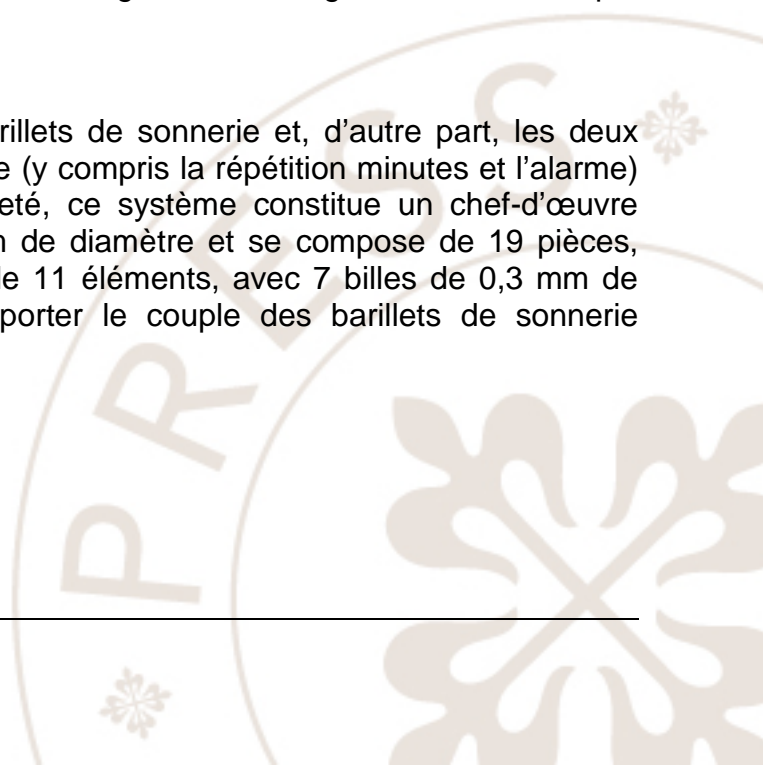 rillets de sonnerie et, d'autre part, les deux
e (y compris la répétition minutes et l'alarme)
eté, ce système constitue un chef-d'œuvre
n de diamètre et se compose de 19 pièces,
de 11 éléments, avec 7 billes de 0,3 mm de
porter le couple des barillets de sonnerie
PRESS